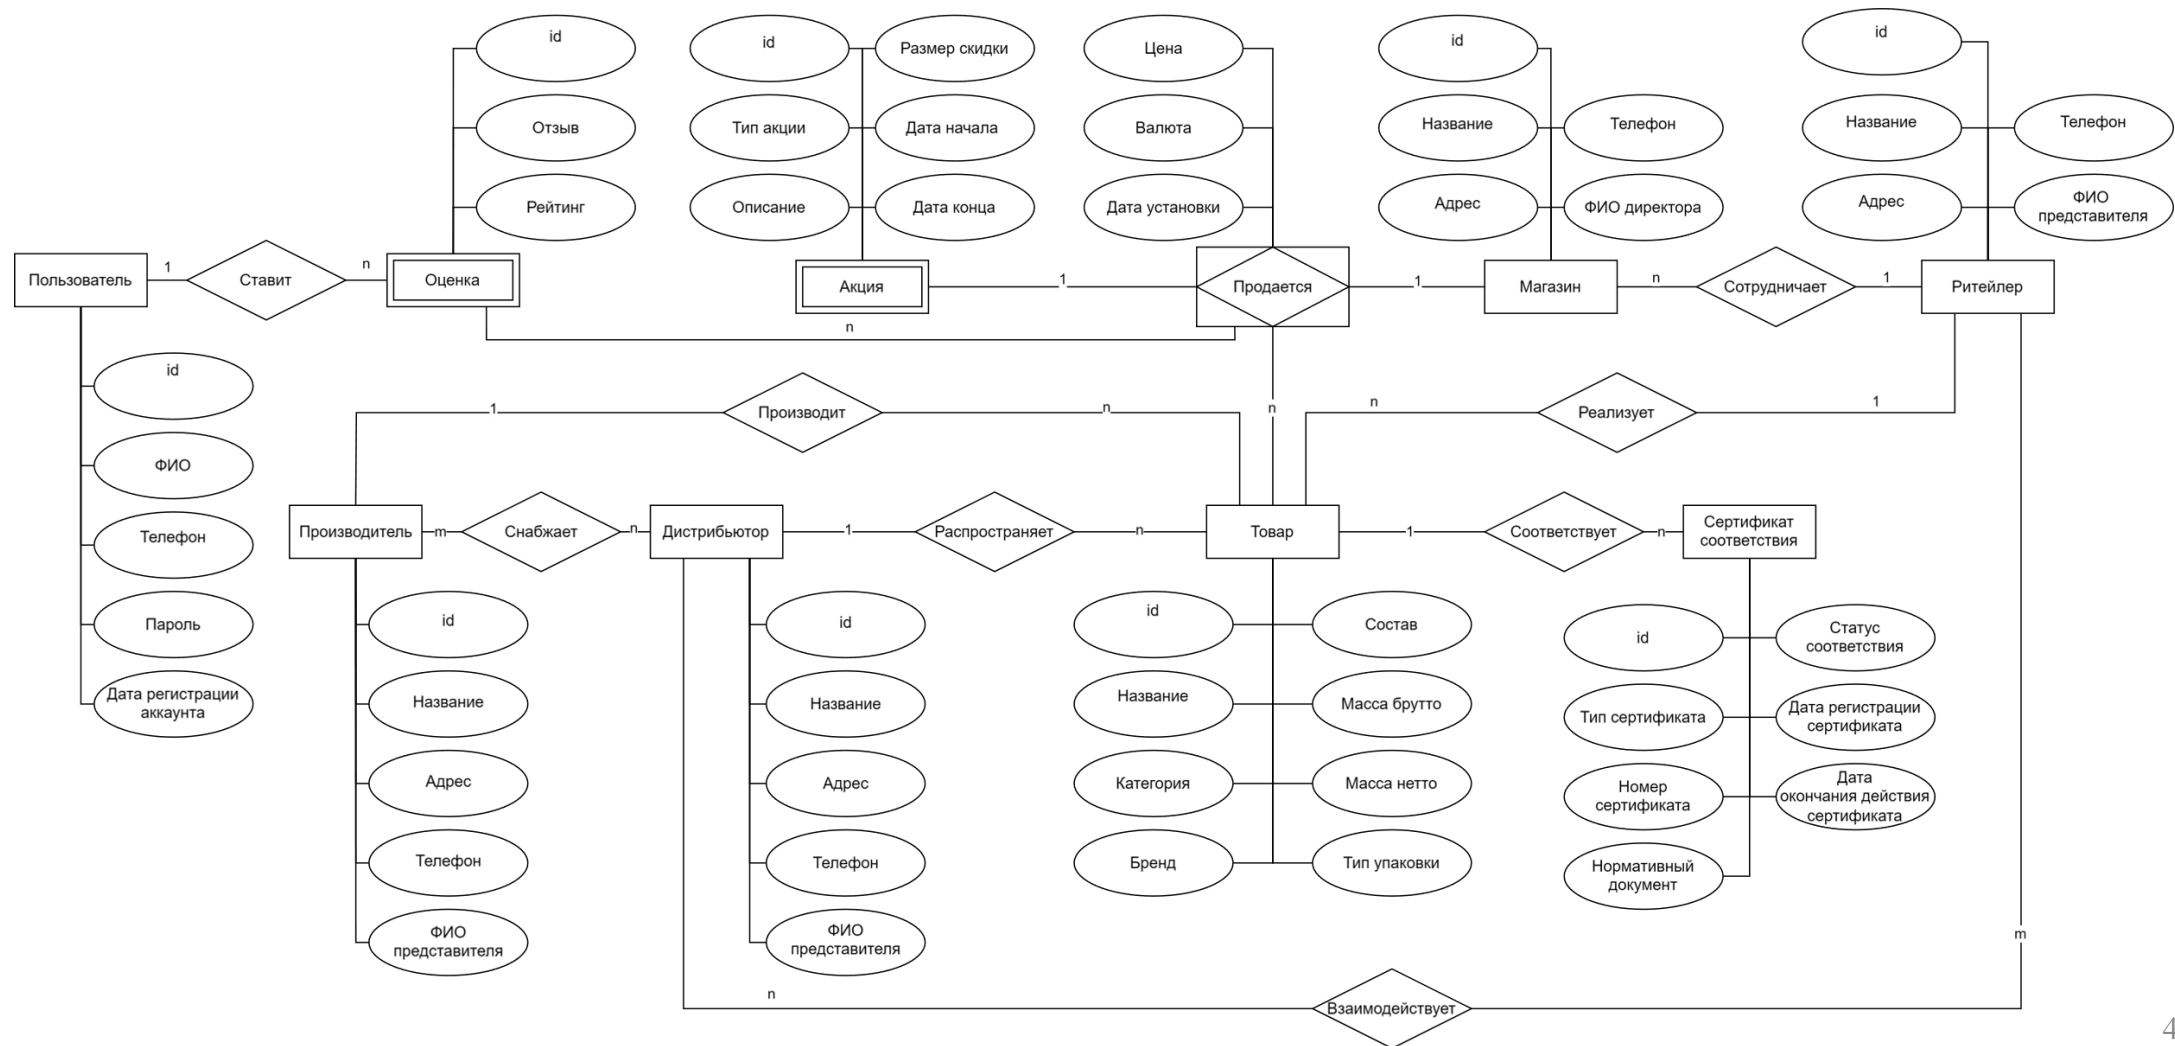 id
Отзыв
Рейтинг
id
Размер скидки
Тип акции
Дата начала
Описание
Дата конца
Цена
Валюта
Дата установки
id
Название
Телефон
Адрес
ФИО директора
id
Название
Телефон
Адрес
ФИО
представителя
Пользователь
1
Ставит
n
Оценка
Акция
1
Продается
1
Магазин
n
Сотрудничает
1
Ритейлер
n
id
ФИО
Телефон
Пароль
Дата регистрации
аккаунта
1
Производит
n
n
n
Реализует
1
Производитель
m
Снабжает
n
Дистрибьютор
1
Распространяет
n
Товар
1
Соответствует
n
Сертификат
соответствия
id
Название
Адрес
Телефон
ФИО
представителя
id
Название
Адрес
Телефон
ФИО
представителя
id
Состав
Название
Масса брутто
Категория
Масса нетто
Бренд
Тип упаковки
id
Статус
соответствия
Тип сертификата
Дата регистрации
сертификата
Номер
сертификата
Дата
окончания действия
сертификата
Нормативный
документ
m
n
Взаимодействует
4